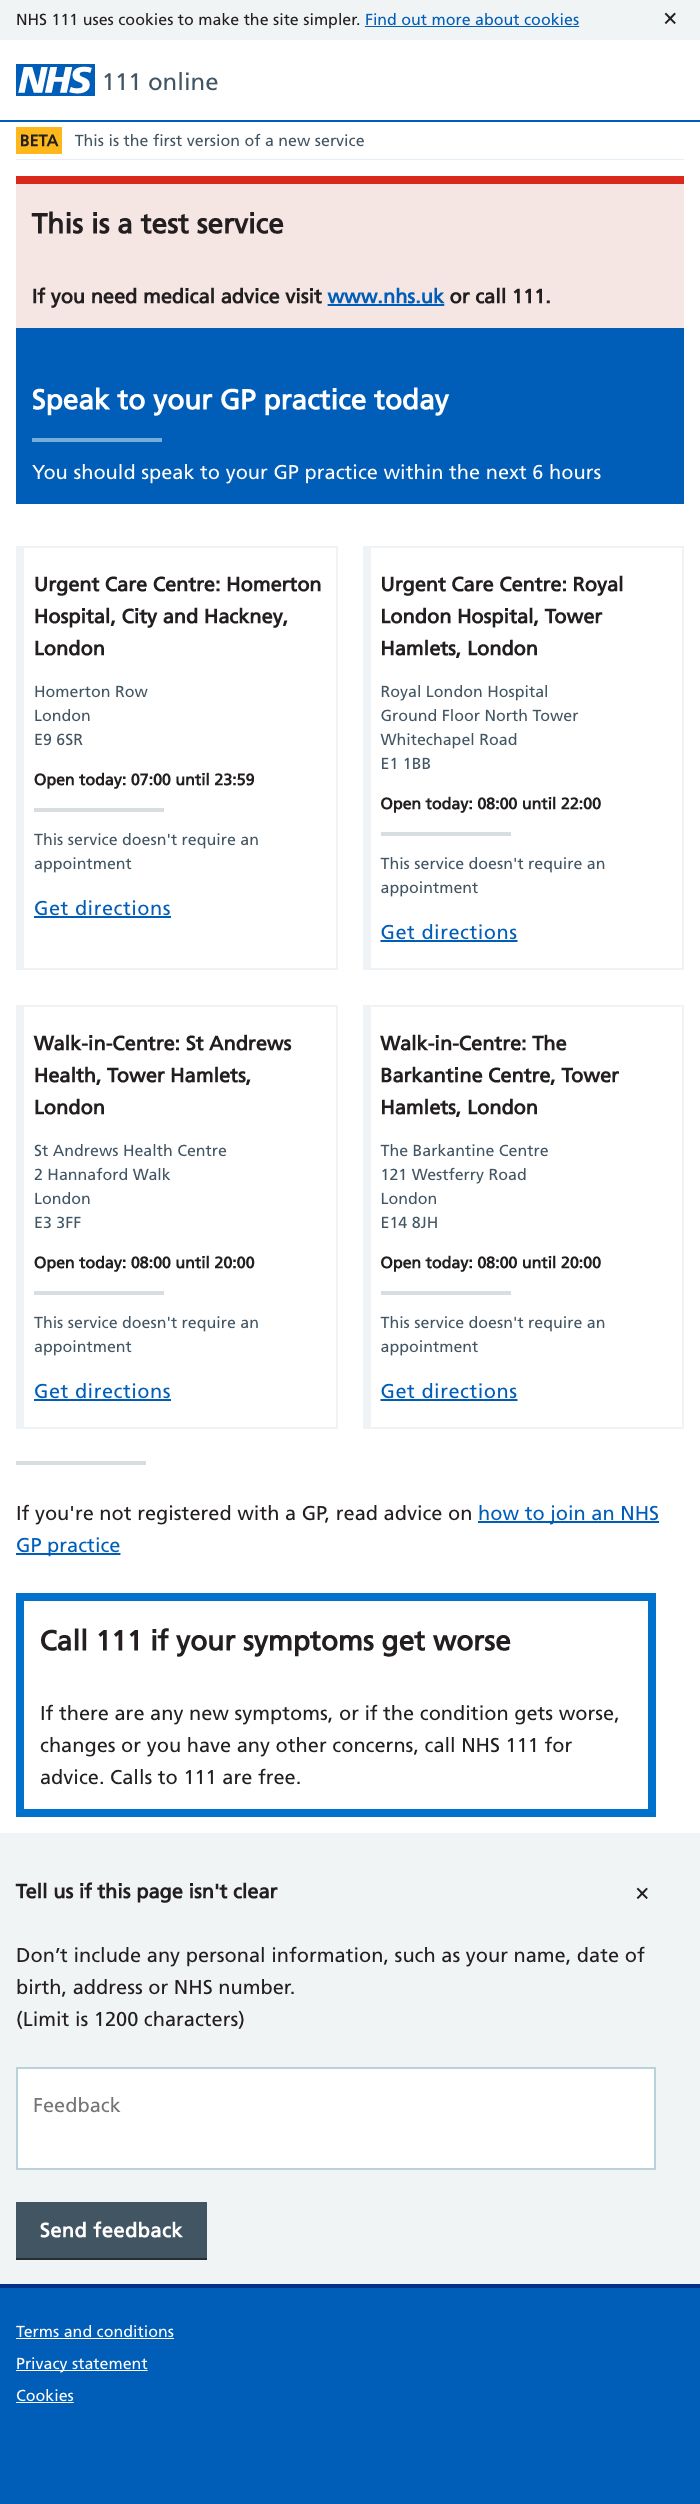 NHS 111 uses cookies to make the site simpler. Find out more about cookies ✕
NHS 111 online
BETA This is the first version of a new service
This is a test service
If you need medical advice visit www.nhs.uk or call 111.
Speak to your GP practice today
You should speak to your GP practice within the next 6 hours
Urgent Care Centre: Homerton
Hospital, City and Hackney,
London
Homerton Row
London
E9 6SR
Open today: 07:00 until 23:59
This service doesn't require an
appointment
Get directions
Urgent Care Centre: Royal
London Hospital, Tower
Hamlets, London
Royal London Hospital
Ground Floor North Tower
Whitechapel Road
E1 1BB
Open today: 08:00 until 22:00
This service doesn't require an
appointment
Get directions
Walk-in-Centre: St Andrews
Health, Tower Hamlets,
London
St Andrews Health Centre
2 Hannaford Walk
London
E3 3FF
Open today: 08:00 until 20:00
This service doesn't require an
appointment
Get directions
Walk-in-Centre: The
Barkantine Centre, Tower
Hamlets, London
The Barkantine Centre
121 Westferry Road
London
E14 8JH
Open today: 08:00 until 20:00
This service doesn't require an
appointment
Get directions
If you're not registered with a GP, read advice on how to join an NHS
GP practice
Call 111 if your symptoms get worse
If there are any new symptoms, or if the condition gets worse,
changes or you have any other concerns, call NHS 111 for
advice. Calls to 111 are free.
Tell us if this page isn't clear ✕
Don’t include any personal information, such as your name, date of
birth, address or NHS number.
(Limit is 1200 characters)
Feedback
Send feedback
Terms and conditions
Privacy statement
Cookies